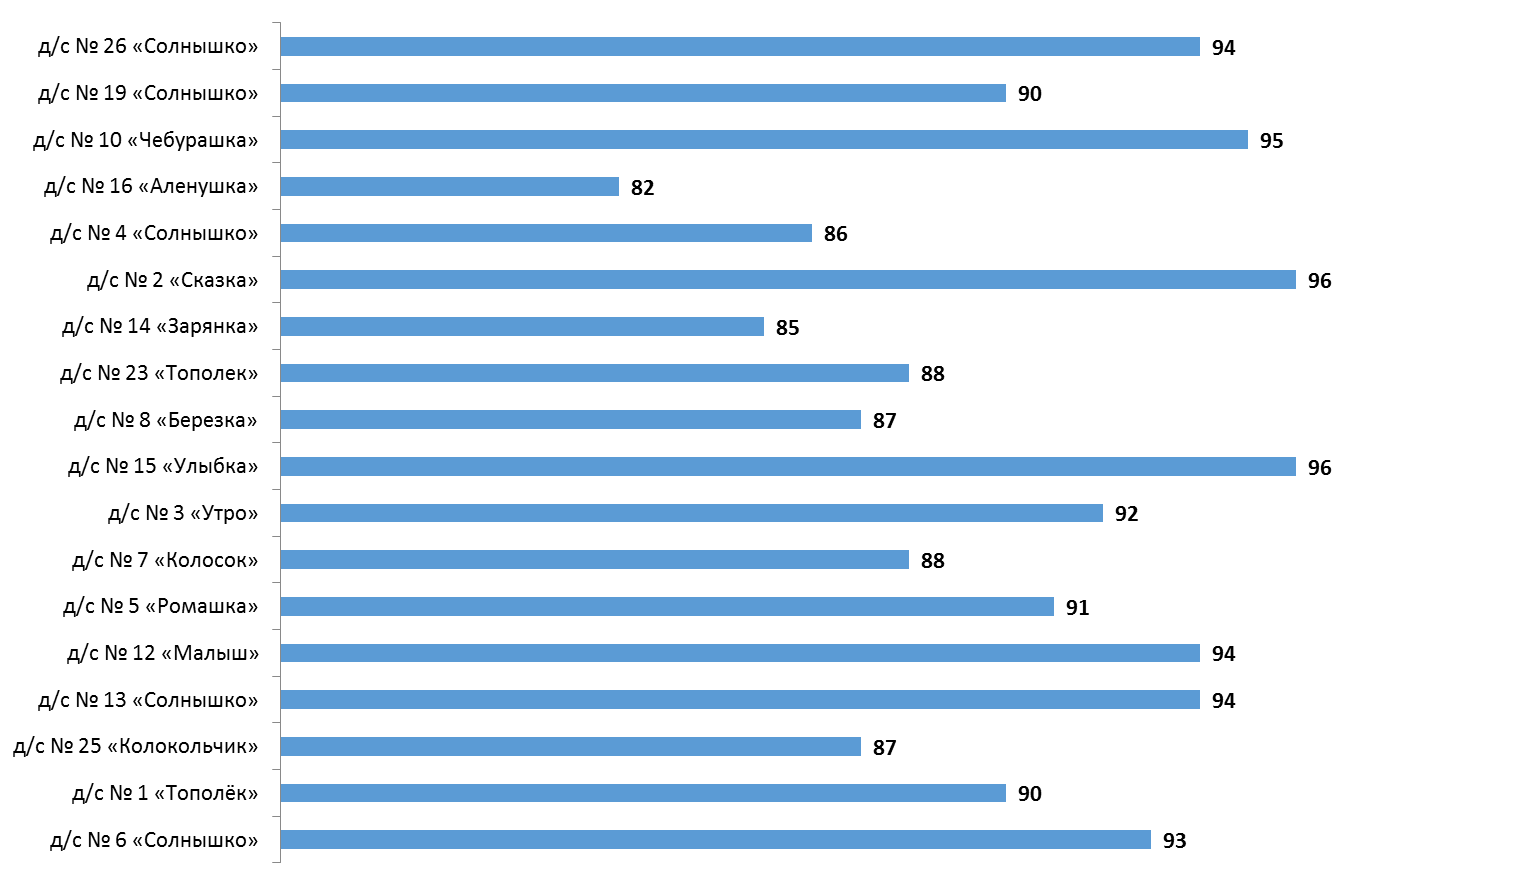 д/с № 26 «Солнышко» 94
д/с № 19 «Солнышко» 90
д/с № 10 «Чебурашка» 95
д/с № 16 «Аленушка» 82
д/с № 4 «Солнышко» 86
д/с № 2 «Сказка» 96
д/с № 14 «Зарянка» 85
д/с № 23 «Тополек» 88
д/с № 8 «Березка» 87
д/с № 15 «Улыбка» 96
д/с № 3 «Утро» 92
д/с № 7 «Колосок» 88
д/с № 5 «Ромашка» 91
д/с № 12 «Малыш» 94
д/с № 13 «Солнышко» 94
д/с № 25 «Колокольчик» 87
д/с № 1 «Тополёк» 90
д/с № 6 «Солнышко» 93